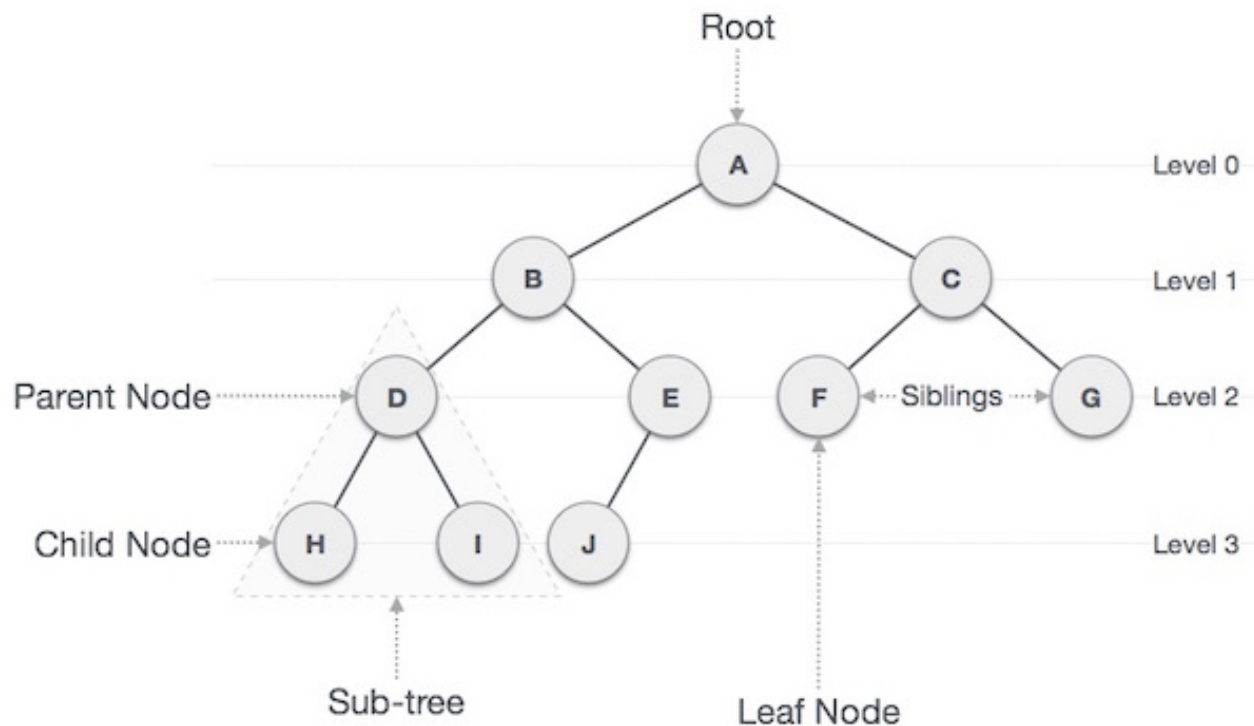 Root
A
Level 0
B
C
Level 1
Parent Node
D
E
F
Siblings
G
Level 2
Child Node
H
I
J
Level 3
Sub-tree
Leaf Node